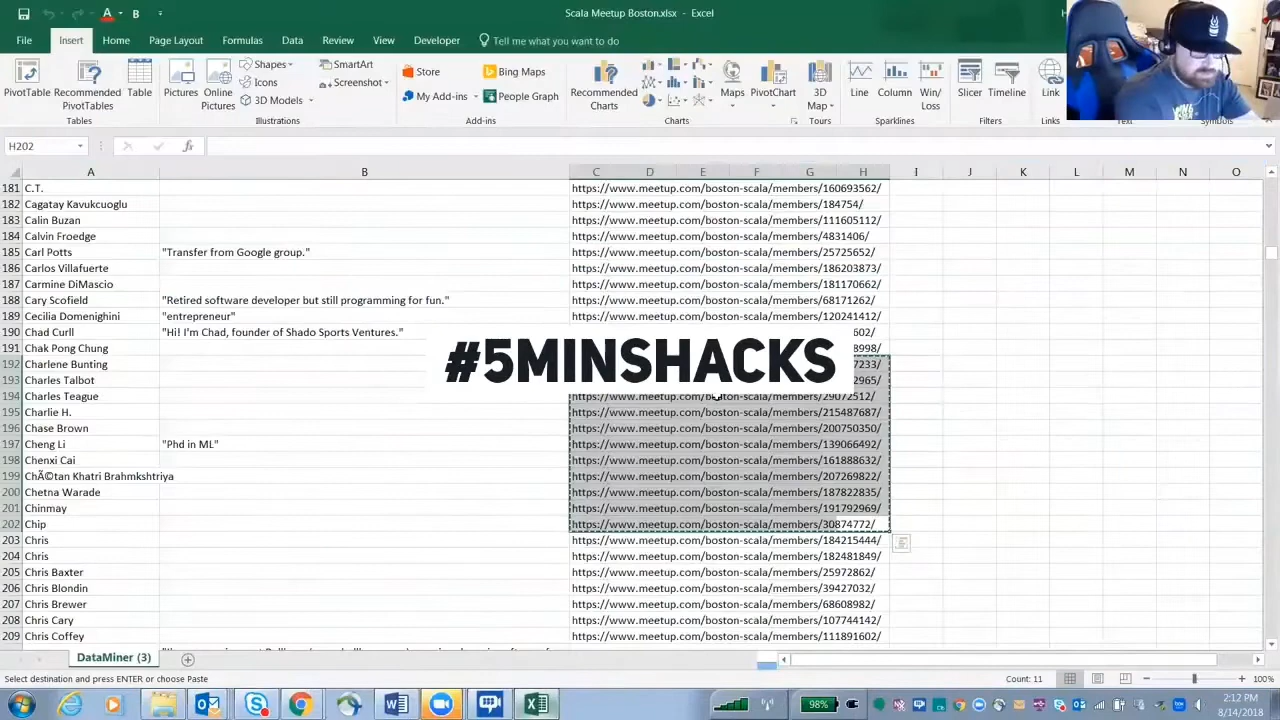 Scala Meetup Boston.xlsx - Excel
File Insert Home Page Layout Formulas Data Review View Developer Tell me what you want to do
PivotTable Recommended PivotTables Table
Tables
Pictures Online Pictures Shapes Icons 3D Models SmartArt Screenshot
Illustrations
Store My Add-ins Bing Maps People Graph
Add-ins
Recommended Charts Maps PivotChart
Charts
3D Map
Tours
Line Column Win/Loss
Sparklines
Slicer Timeline
Filters
Link
Links
Text
Symbols
H202
fx
A B C D E F G H I J K L M N O
181 C.T. https://www.meetup.com/boston-scala/members/160693562/
182 Cagatay Kavukcuoglu https://www.meetup.com/boston-scala/members/184754/
183 Calin Buzan https://www.meetup.com/boston-scala/members/111605112/
184 Calvin Froedge https://www.meetup.com/boston-scala/members/4831406/
185 Carl Potts "Transfer from Google group." https://www.meetup.com/boston-scala/members/25725652/
186 Carlos Villafuerte https://www.meetup.com/boston-scala/members/186203873/
187 Carmine DiMascio https://www.meetup.com/boston-scala/members/181170662/
188 Cary Scofield "Retired software developer but still programming for fun." https://www.meetup.com/boston-scala/members/68171262/
189 Cecilia Domenighini "entrepreneur" https://www.meetup.com/boston-scala/members/120241412/
190 Chad Curll "Hi! I'm Chad, founder of Shado Sports Ventures." 602/
191 Chak Pong Chung 8998/
192 Charlene Bunting 7233/
193 Charles Talbot 2965/
#5MINSHACKS
194 Charles Teague https://www.meetup.com/boston-scala/members/29072512/
195 Charlie H. https://www.meetup.com/boston-scala/members/215487687/
196 Chase Brown https://www.meetup.com/boston-scala/members/200750350/
197 Cheng Li "Phd in ML" https://www.meetup.com/boston-scala/members/139066492/
198 Chenxi Cai https://www.meetup.com/boston-scala/members/161888632/
199 ChÃ©tan Khatri Brahmkshtriya https://www.meetup.com/boston-scala/members/207269822/
200 Chetna Warade https://www.meetup.com/boston-scala/members/187822835/
201 Chinmay https://www.meetup.com/boston-scala/members/191792969/
202 Chip https://www.meetup.com/boston-scala/members/30874772/
203 Chris https://www.meetup.com/boston-scala/members/184215444/
204 Chris https://www.meetup.com/boston-scala/members/182481849/
205 Chris Baxter https://www.meetup.com/boston-scala/members/25972862/
206 Chris Blondin https://www.meetup.com/boston-scala/members/39427032/
207 Chris Brewer https://www.meetup.com/boston-scala/members/68608982/
208 Chris Cary https://www.meetup.com/boston-scala/members/107744142/
209 Chris Coffey https://www.meetup.com/boston-scala/members/111891602/
DataMiner (3)
Select destination and press ENTER or choose Paste Count: 11 100%
98% 2:12 PM
8/14/2018